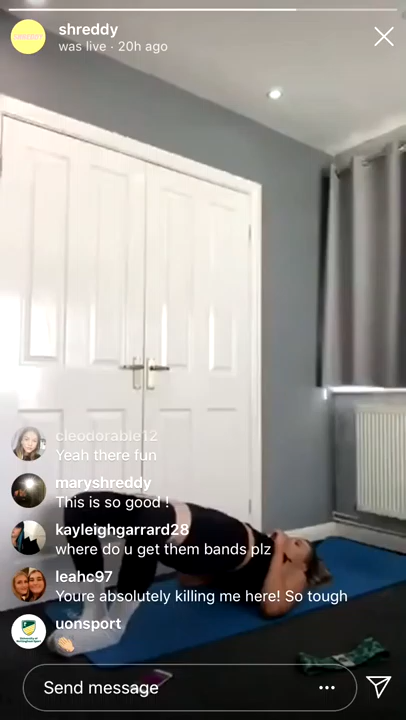 shreddy
was live · 20h ago
cleodorable12
Yeah there fun
maryshreddy
This is so good !
kayleighgarrard28
where do u get them bands plz
leahc97
Youre absolutely killing me here! So tough
uonsport
Send message